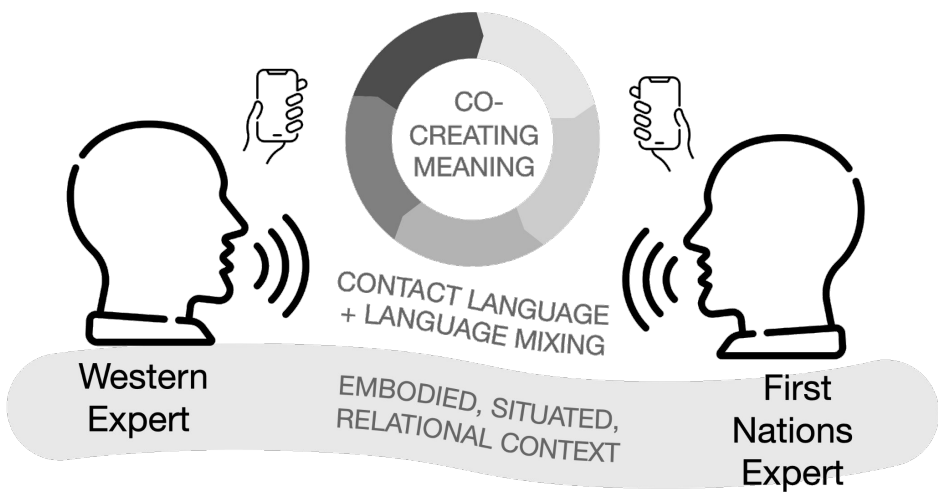 CO-
CREATING
MEANING
CONTACT LANGUAGE
+ LANGUAGE MIXING
Western
Expert
EMBODIED, SITUATED,
RELATIONAL CONTEXT
First
Nations
Expert